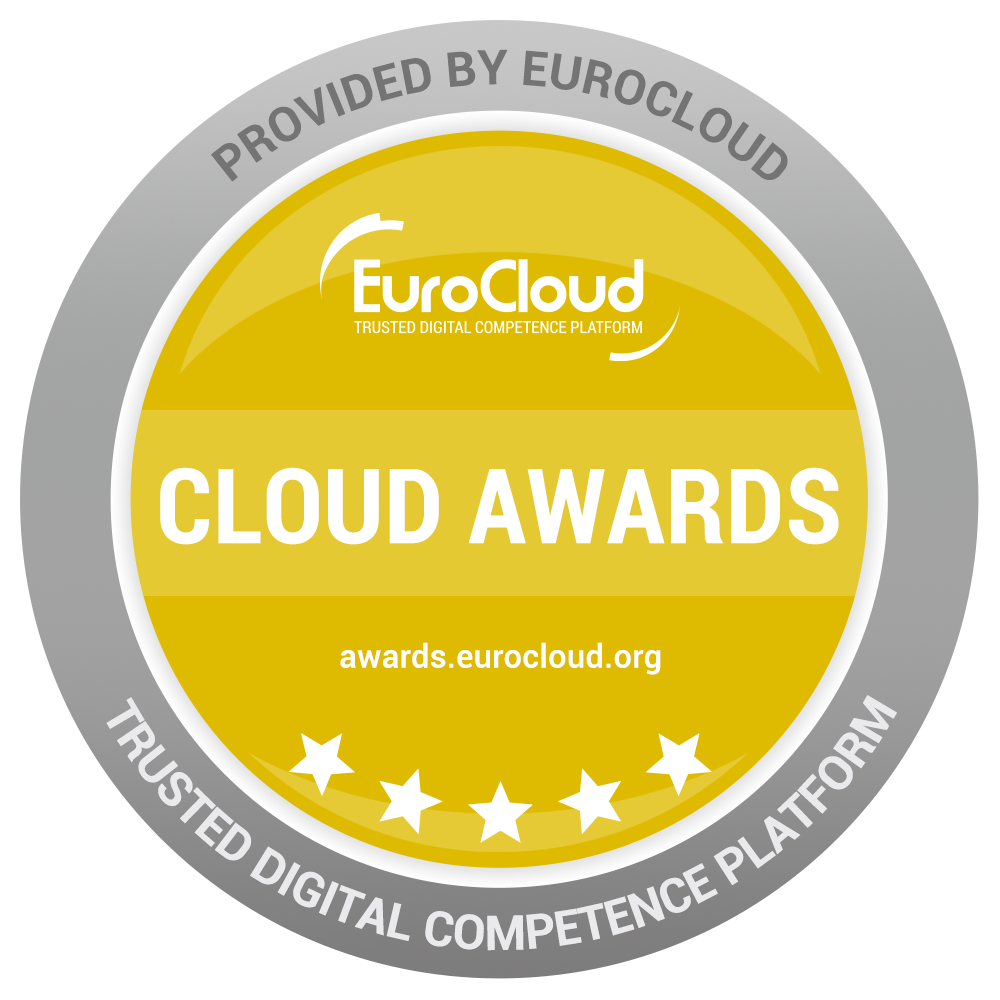 PROVIDED BY EUROCLOUD
EuroCloud
TRUSTED DIGITAL COMPETENCE PLATFORM
CLOUD AWARDS
awards.eurocloud.org
TRUSTED DIGITAL COMPETENCE PLATFORM